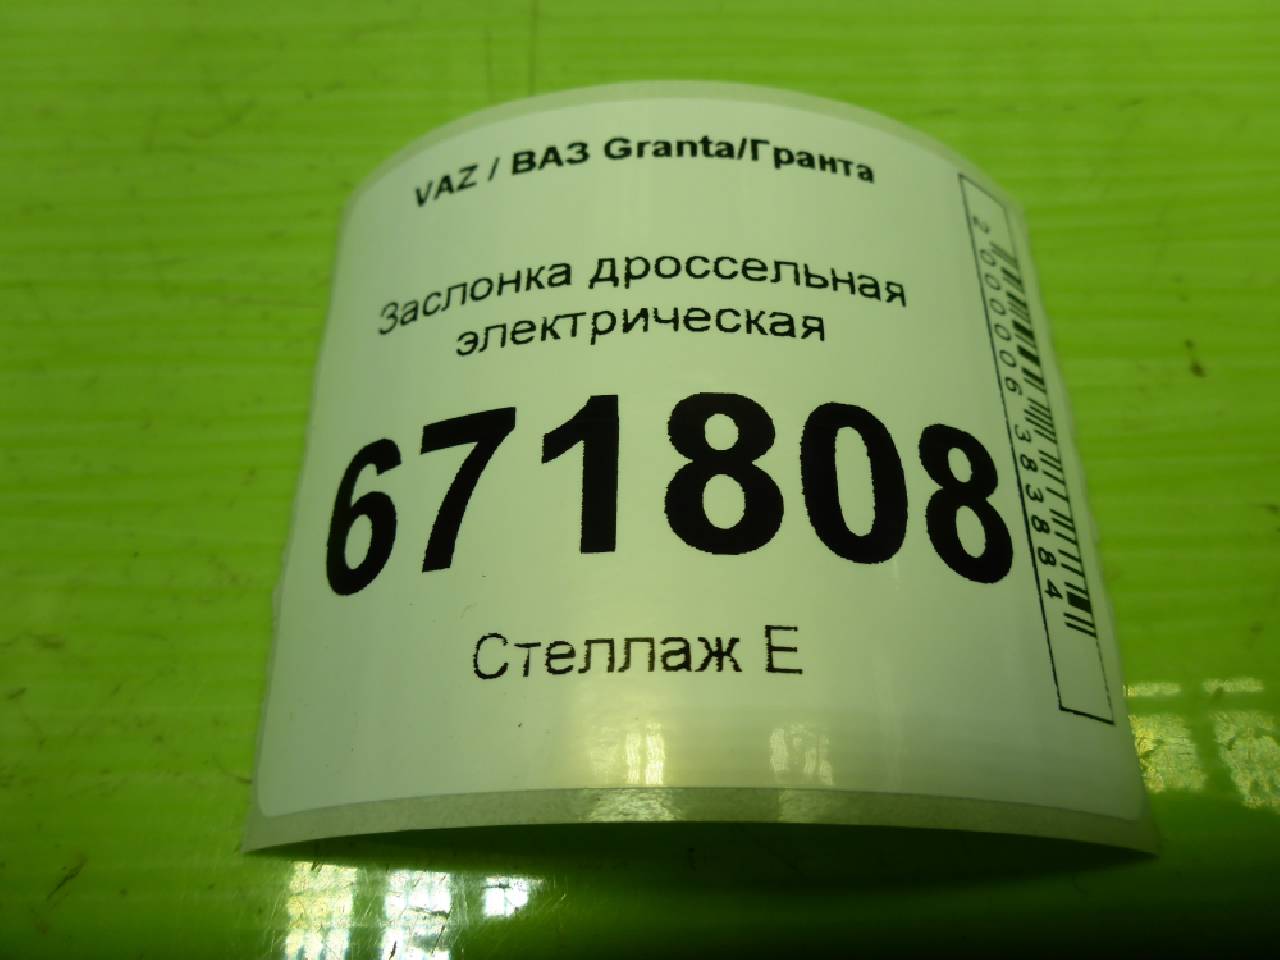 VAZ / ВАЗ Granta/Гранта
Заслонка дроссельная
электрическая
671808
Стеллаж Е
2000006383884